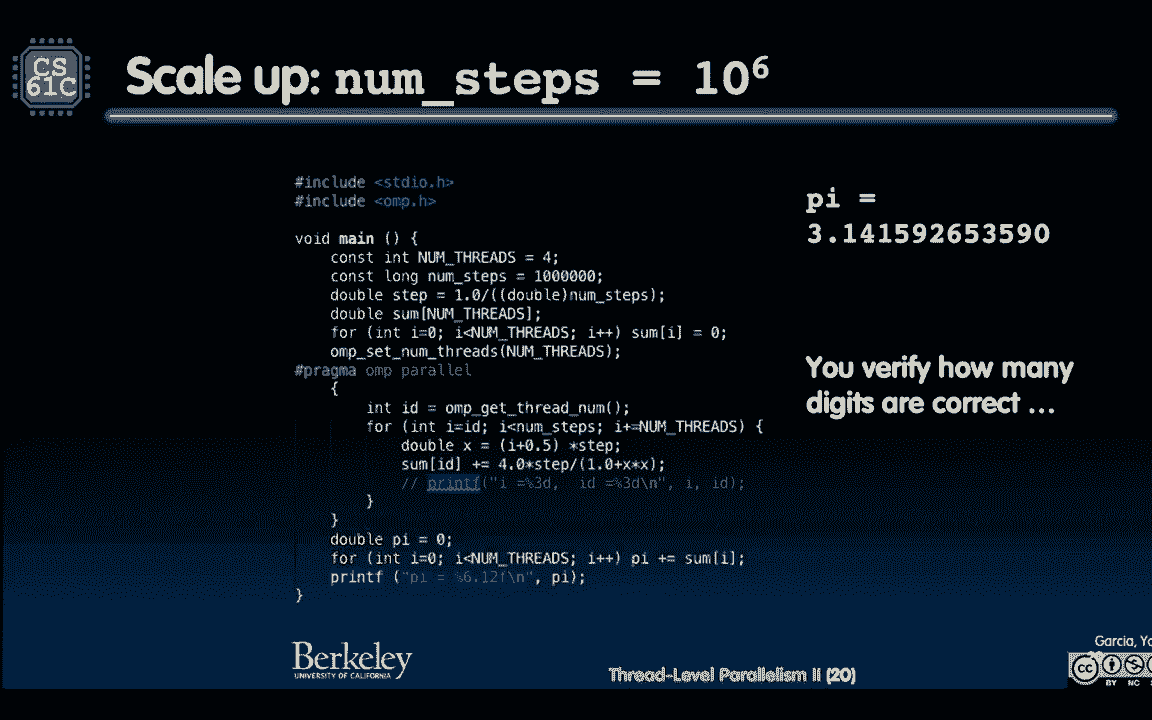 CS
61C
Scale up: num_steps = 10⁶
#include <stdio.h>
#include <omp.h>
void main () {
const int NUM_THREADS = 4;
const long num_steps = 1000000;
double step = 1.0/((double)num_steps);
double sum[NUM_THREADS];
for (int i=0; i<NUM_THREADS; i++) sum[i] = 0;
omp_set_num_threads(NUM_THREADS);
#pragma omp parallel
{
int id = omp_get_thread_num();
for (int i=id; i<num_steps; i+=NUM_THREADS) {
double x = (i+0.5) *step;
sum[id] += 4.0*step/(1.0+x*x);
// printf("i =%3d,  id =%3d\n", i, id);
}
}
double pi = 0;
for (int i=0; i<NUM_THREADS; i++) pi += sum[i];
printf ("pi = %6.12f\n", pi);
}
pi =
3.141592653590
You verify how many
digits are correct …
Berkeley
UNIVERSITY OF CALIFORNIA
Thread-Level Parallelism II (20)
Garcia,
cc
BY NC